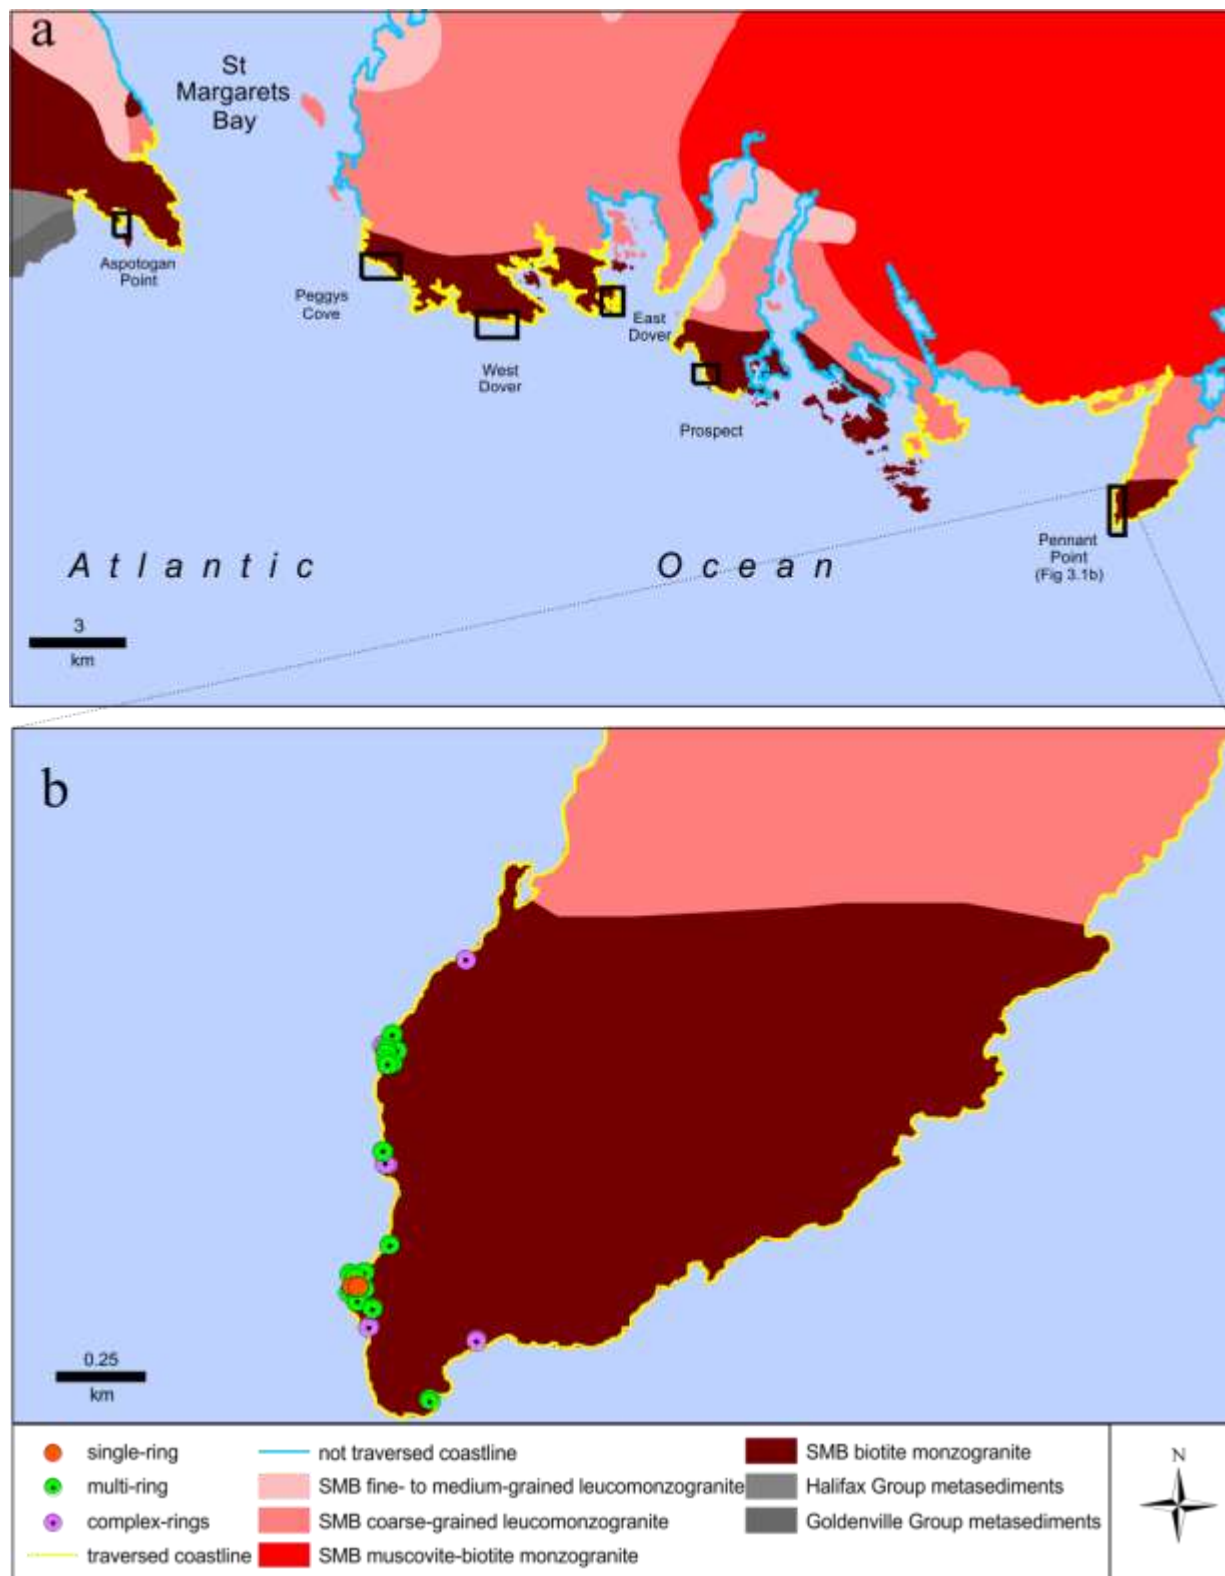 a
St
Margarets
Bay
Aspotogan
Point
Peggys
Cove
West
Dover
East
Dover
Prospect
Pennant
Point
(Fig 3.1b)
Atlantic Ocean
3
km
b
0.25
km
single-ring
multi-ring
complex-rings
traversed coastline
not traversed coastline
SMB fine- to medium-grained leucomonzogranite
SMB coarse-grained leucomonzogranite
SMB muscovite-biotite monzogranite
SMB biotite monzogranite
Halifax Group metasediments
Goldenville Group metasediments
N